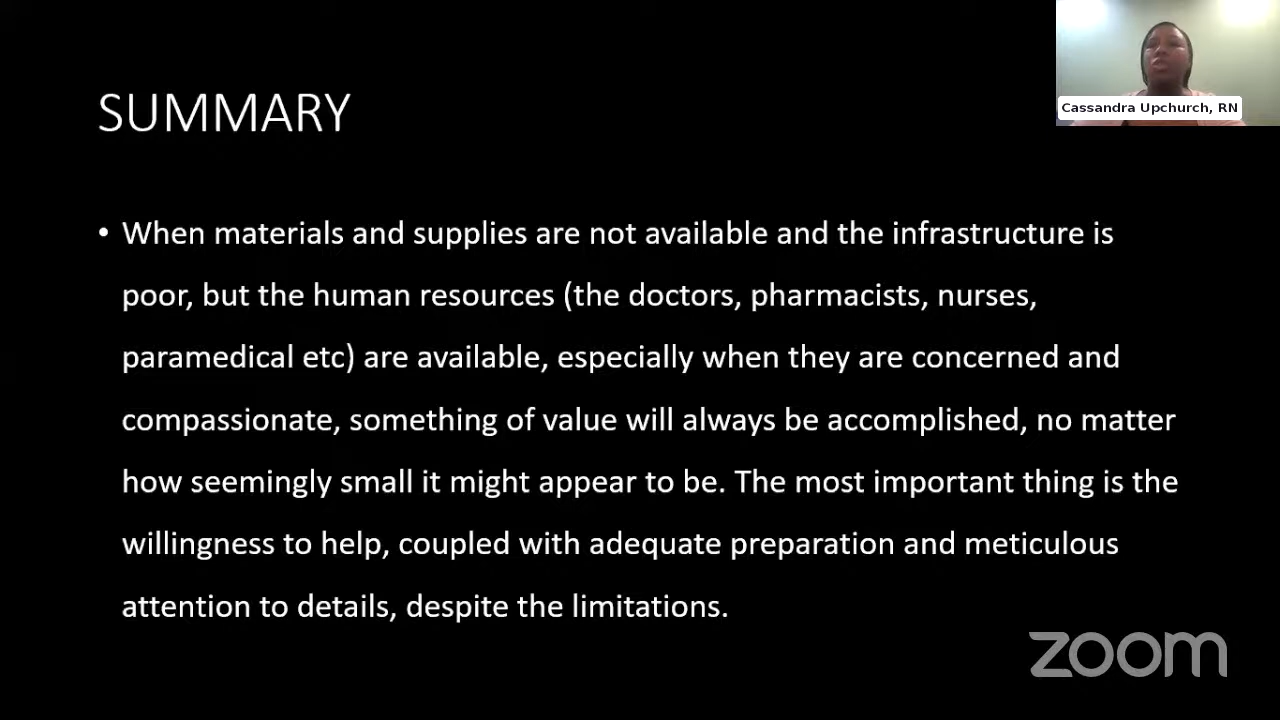 Cassandra Upchurch, RN
SUMMARY
• When materials and supplies are not available and the infrastructure is
poor, but the human resources (the doctors, pharmacists, nurses,
paramedical etc) are available, especially when they are concerned and
compassionate, something of value will always be accomplished, no matter
how seemingly small it might appear to be. The most important thing is the
willingness to help, coupled with adequate preparation and meticulous
attention to details, despite the limitations.
zoom